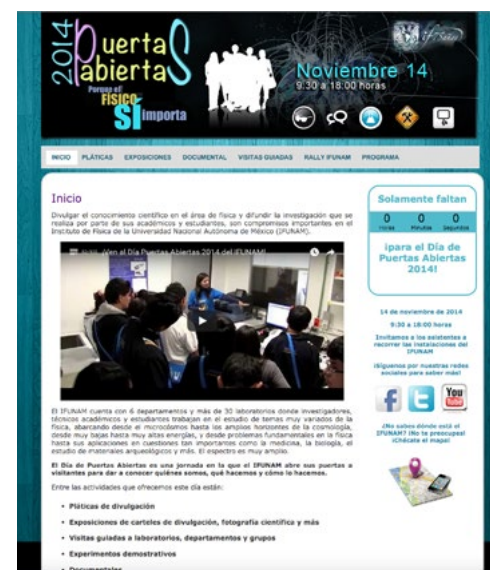 2014 Puertas
abiertas
Porque el
FÍSICO
SÍ importa
Noviembre 14
9:30 a 18:00 horas
INICIO PLÁTICAS EXPOSICIONES DOCUMENTAL VISITAS GUIADAS RALLY IFUNAM PROGRAMA
Inicio
Divulgar el conocimiento científico en el área de física y difundir la investigación que se
realiza por parte de sus académicos y estudiantes, son compromisos importantes en el
Instituto de Física de la Universidad Nacional Autónoma de México (IFUNAM).
¡Ven al Día Puertas Abiertas 2014 del IFUNAM!
El IFUNAM cuenta con 6 departamentos y más de 30 laboratorios donde investigadores,
técnicos académicos y estudiantes trabajan en el estudio de temas muy variados de la
física, abarcando desde el microcósmos hasta los amplios horizontes de la cosmología,
desde muy bajas hasta muy altas energías, y desde problemas fundamentales en la física
hasta sus aplicaciones en cuestiones tan importantes como la medicina, la biología, el
estudio de materiales arqueológicos y más. El espectro es muy amplio.
El Día de Puertas Abiertas es una jornada en la que el IFUNAM abre sus puertas a
visitantes para dar a conocer quiénes somos, qué hacemos y cómo lo hacemos.
Entre las actividades que ofrecemos este día están:
• Pláticas de divulgación
• Exposiciones de carteles de divulgación, fotografía científica y más
• Visitas guiadas a laboratorios, departamentos y grupos
• Experimentos demostrativos
• Documentales
Solamente faltan
0 0 0
Horas Minutos Segundos
¡para el Día de
Puertas Abiertas
2014!
14 de noviembre de 2014
9:30 a 18:00 horas
Invitamos a los asistentes a
recorrer las instalaciones del
IFUNAM
¡Síguenos por nuestras redes
sociales para saber más!
You
Tube
¿No sabes dónde está el
IFUNAM? ¡No te preocupes!
¡Chécate el mapa!